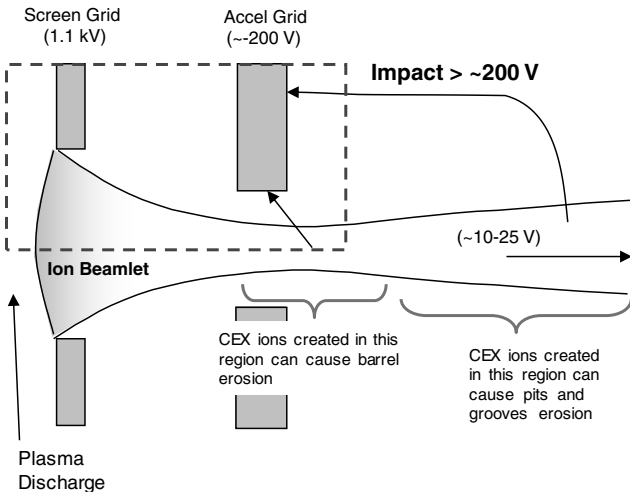 Screen Grid
(1.1 kV)
Accel Grid
(~-200 V)
Impact > ~200 V
(~10-25 V)
Ion Beamlet
CEX ions created in this
region can cause barrel
erosion
CEX ions created
in this region can
cause pits and
grooves erosion
Plasma
Discharge